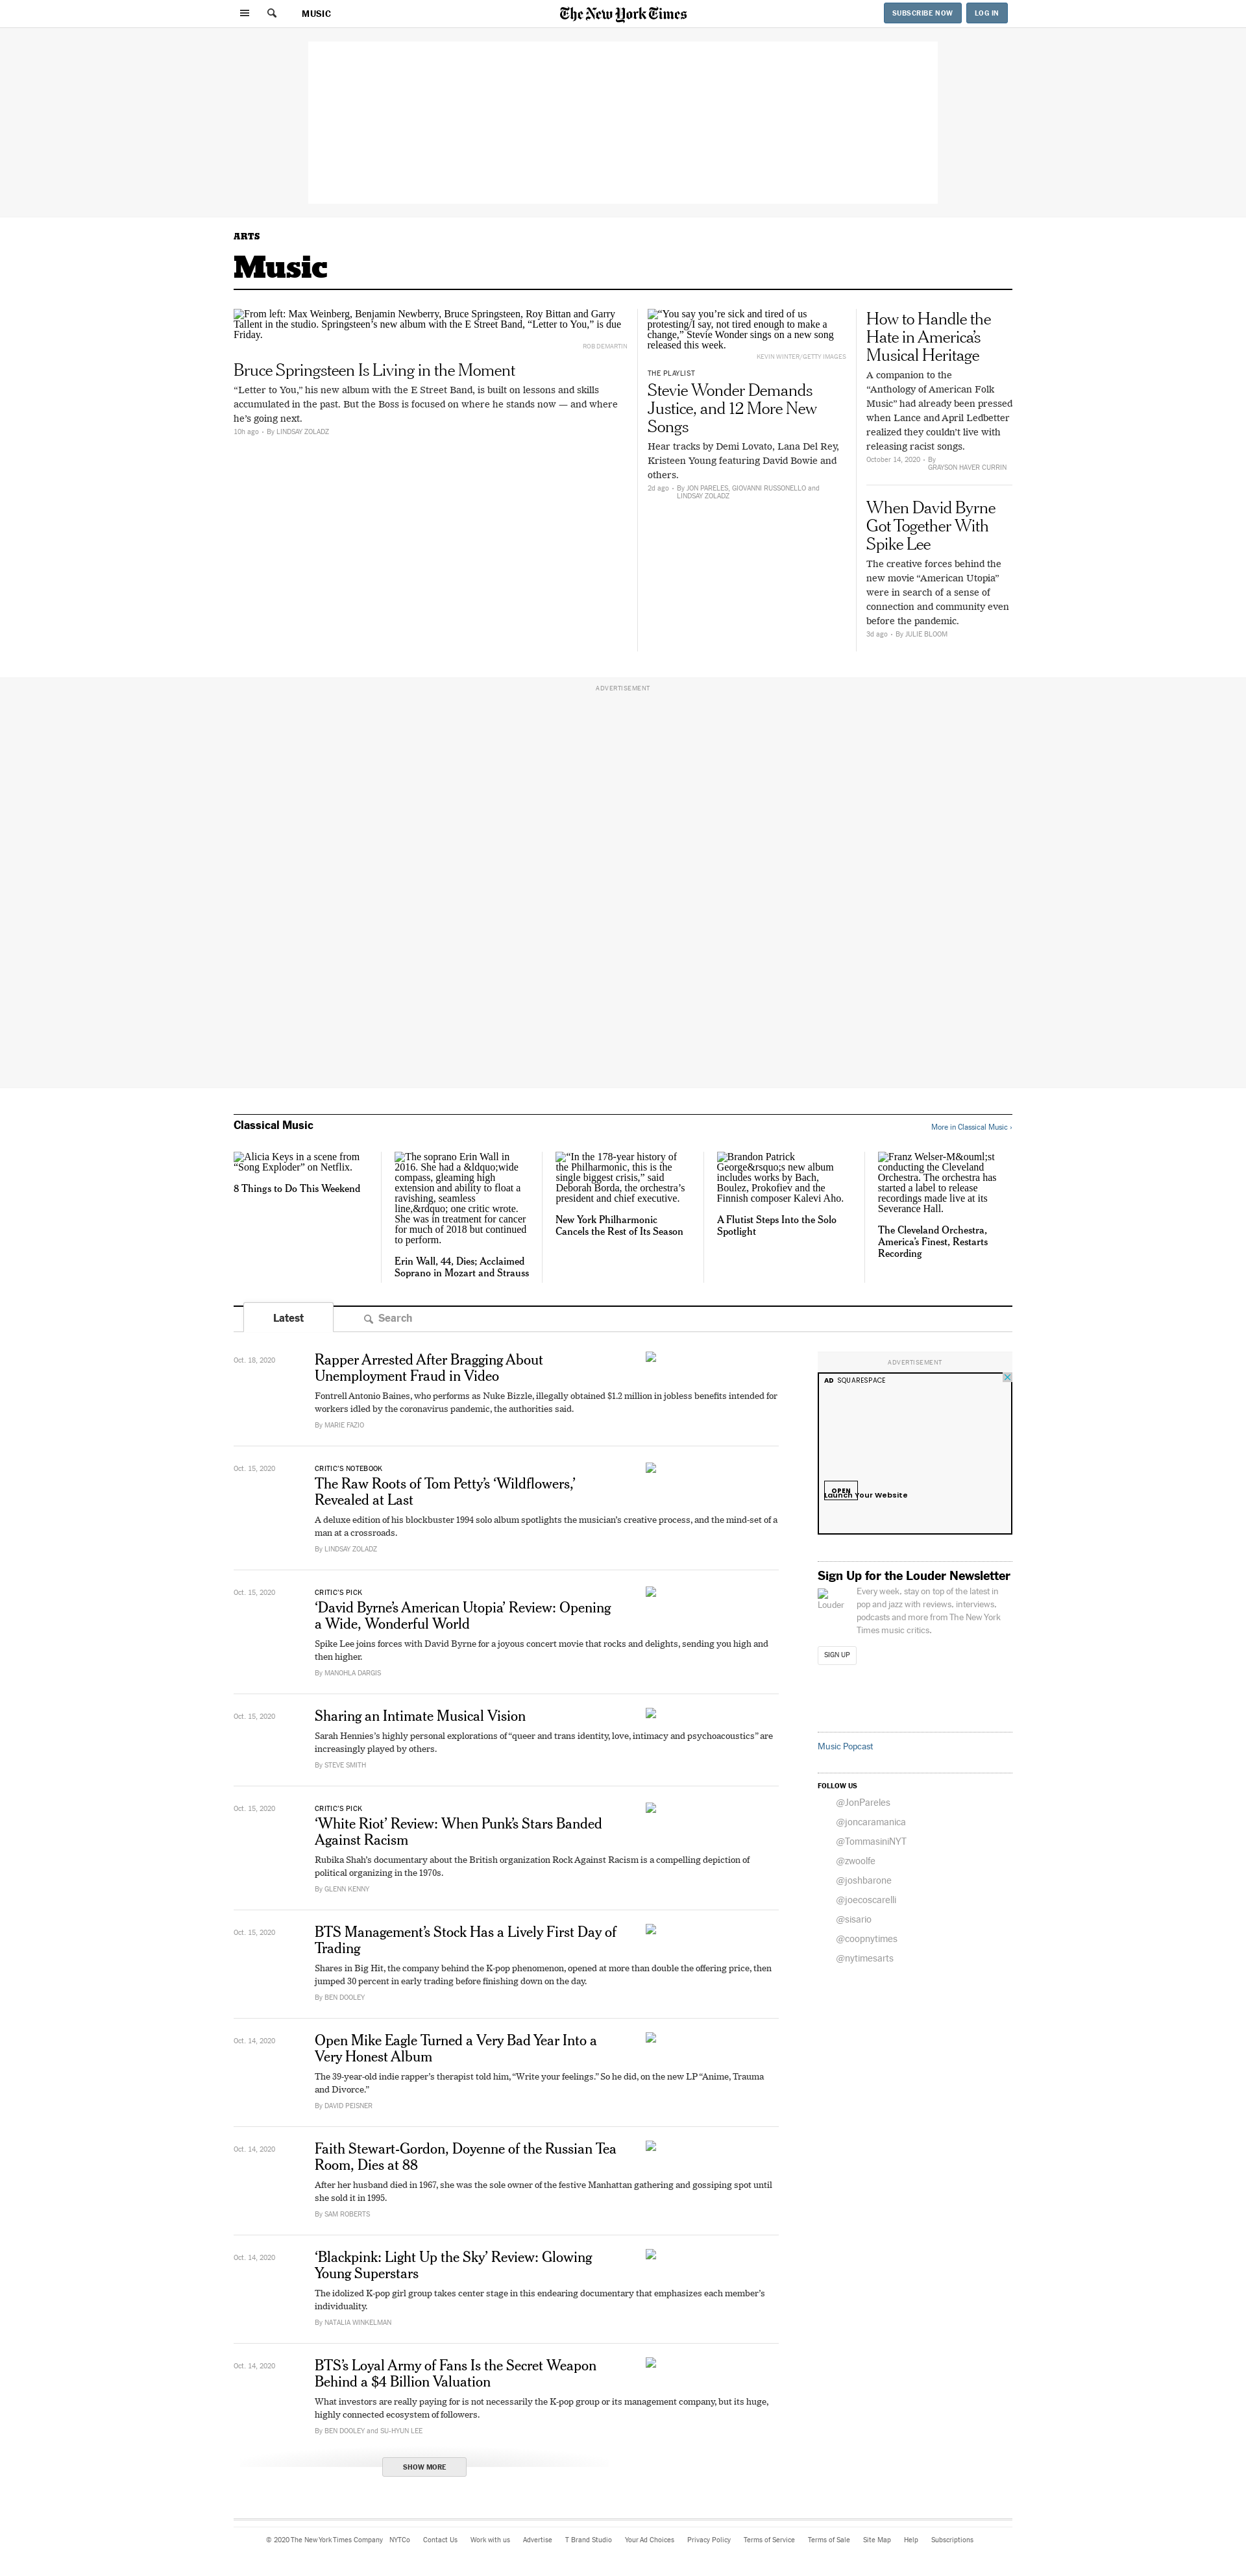 MUSIC
The New York Times
SUBSCRIBE NOW
LOG IN
ARTS
Music
From left: Max Weinberg, Benjamin Newberry, Bruce Springsteen, Roy Bittan and Garry
Tallent in the studio. Springsteen’s new album with the E Street Band, “Letter to You,” is due
Friday.
ROB DEMARTIN
Bruce Springsteen Is Living in the Moment
“Letter to You,” his new album with the E Street Band, is built on lessons and skills
accumulated in the past. But the Boss is focused on where he stands now — and where
he’s going next.
10h ago - By LINDSAY ZOLADZ
“You say you’re sick and tired of us
protesting/I say, not tired enough to make a
change,” Stevie Wonder sings on a new song
released this week.
KEVIN WINTER/GETTY IMAGES
THE PLAYLIST
Stevie Wonder Demands
Justice, and 12 More New
Songs
Hear tracks by Demi Lovato, Lana Del Rey,
Kristeen Young featuring David Bowie and
others.
2d ago - By JON PARELES, GIOVANNI RUSSONELLO and
LINDSAY ZOLADZ
How to Handle the
Hate in America’s
Musical Heritage
A companion to the
“Anthology of American Folk
Music” had already been pressed
when Lance and April Ledbetter
realized they couldn’t live with
releasing racist songs.
October 14, 2020 - By
GRAYSON HAVER CURRIN
When David Byrne
Got Together With
Spike Lee
The creative forces behind the
new movie “American Utopia”
were in search of a sense of
connection and community even
before the pandemic.
3d ago - By JULIE BLOOM
ADVERTISEMENT
Classical Music
More in Classical Music ›
Alicia Keys in a scene from
“Song Exploder” on Netflix.
8 Things to Do This Weekend
The soprano Erin Wall in
2016. She had a &ldquo;wide
compass, gleaming high
extension and ability to float a
ravishing, seamless
line,&rdquo; one critic wrote.
She was in treatment for cancer
for much of 2018 but continued
to perform.
Erin Wall, 44, Dies; Acclaimed
Soprano in Mozart and Strauss
“In the 178-year history of
the Philharmonic, this is the
single biggest crisis,” said
Deborah Borda, the orchestra’s
president and chief executive.
New York Philharmonic
Cancels the Rest of Its Season
Brandon Patrick
George&rsquo;s new album
includes works by Bach,
Boulez, Prokofiev and the
Finnish composer Kalevi Aho.
A Flutist Steps Into the Solo
Spotlight
Franz Welser-M&ouml;st
conducting the Cleveland
Orchestra. The orchestra has
started a label to release
recordings made live at its
Severance Hall.
The Cleveland Orchestra,
America’s Finest, Restarts
Recording
Latest
Search
Oct. 18, 2020
Rapper Arrested After Bragging About
Unemployment Fraud in Video
Fontrell Antonio Baines, who performs as Nuke Bizzle, illegally obtained $1.2 million in jobless benefits intended for
workers idled by the coronavirus pandemic, the authorities said.
By MARIE FAZIO
Oct. 15, 2020
CRITIC’S NOTEBOOK
The Raw Roots of Tom Petty’s ‘Wildflowers,’
Revealed at Last
A deluxe edition of his blockbuster 1994 solo album spotlights the musician’s creative process, and the mind-set of a
man at a crossroads.
By LINDSAY ZOLADZ
Oct. 15, 2020
CRITIC’S PICK
‘David Byrne’s American Utopia’ Review: Opening
a Wide, Wonderful World
Spike Lee joins forces with David Byrne for a joyous concert movie that rocks and delights, sending you high and
then higher.
By MANOHLA DARGIS
Oct. 15, 2020
Sharing an Intimate Musical Vision
Sarah Hennies’s highly personal explorations of “queer and trans identity, love, intimacy and psychoacoustics” are
increasingly played by others.
By STEVE SMITH
Oct. 15, 2020
CRITIC’S PICK
‘White Riot’ Review: When Punk’s Stars Banded
Against Racism
Rubika Shah’s documentary about the British organization Rock Against Racism is a compelling depiction of
political organizing in the 1970s.
By GLENN KENNY
Oct. 15, 2020
BTS Management’s Stock Has a Lively First Day of
Trading
Shares in Big Hit, the company behind the K-pop phenomenon, opened at more than double the offering price, then
jumped 30 percent in early trading before finishing down on the day.
By BEN DOOLEY
Oct. 14, 2020
Open Mike Eagle Turned a Very Bad Year Into a
Very Honest Album
The 39-year-old indie rapper’s therapist told him, “Write your feelings.” So he did, on the new LP “Anime, Trauma
and Divorce.”
By DAVID PEISNER
Oct. 14, 2020
Faith Stewart-Gordon, Doyenne of the Russian Tea
Room, Dies at 88
After her husband died in 1967, she was the sole owner of the festive Manhattan gathering and gossiping spot until
she sold it in 1995.
By SAM ROBERTS
Oct. 14, 2020
‘Blackpink: Light Up the Sky’ Review: Glowing
Young Superstars
The idolized K-pop girl group takes center stage in this endearing documentary that emphasizes each member’s
individuality.
By NATALIA WINKELMAN
Oct. 14, 2020
BTS’s Loyal Army of Fans Is the Secret Weapon
Behind a $4 Billion Valuation
What investors are really paying for is not necessarily the K-pop group or its management company, but its huge,
highly connected ecosystem of followers.
By BEN DOOLEY and SU-HYUN LEE
SHOW MORE
ADVERTISEMENT
AD SQUARESPACE
OPEN
Launch Your Website
Sign Up for the Louder Newsletter
Louder
Every week, stay on top of the latest in
pop and jazz with reviews, interviews,
podcasts and more from The New York
Times music critics.
SIGN UP
Music Popcast
FOLLOW US
@JonPareles
@joncaramanica
@TommasiniNYT
@zwoolfe
@joshbarone
@joecoscarelli
@sisario
@coopnytimes
@nytimesarts
© 2020 The New York Times Company NYTCo Contact Us Work with us Advertise T Brand Studio Your Ad Choices Privacy Policy Terms of Service Terms of Sale Site Map Help Subscriptions